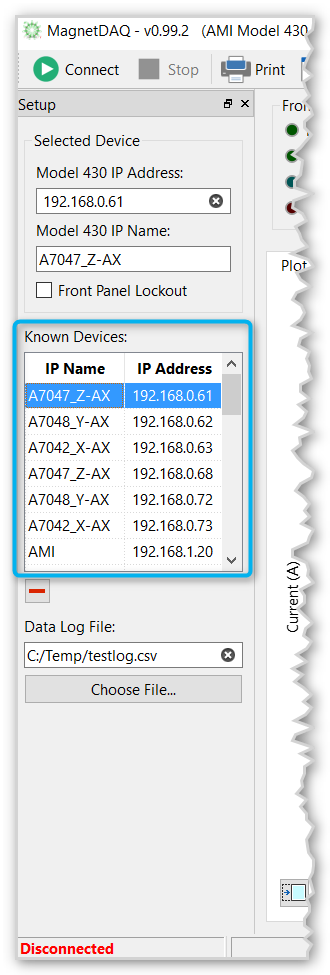 MagnetDAQ - v0.99.2 (AMI Model 430
Connect Stop Print
Setup
Selected Device
Model 430 IP Address:
192.168.0.61
Model 430 IP Name:
A7047_Z-AX
Front Panel Lockout
Known Devices:
IP Name IP Address
A7047_Z-AX 192.168.0.61
A7048_Y-AX 192.168.0.62
A7042_X-AX 192.168.0.63
A7047_Z-AX 192.168.0.68
A7048_Y-AX 192.168.0.72
A7042_X-AX 192.168.0.73
AMI 192.168.1.20
Data Log File:
C:/Temp/testlog.csv
Choose File...
Disconnected
Fron
Plot
Current (A)